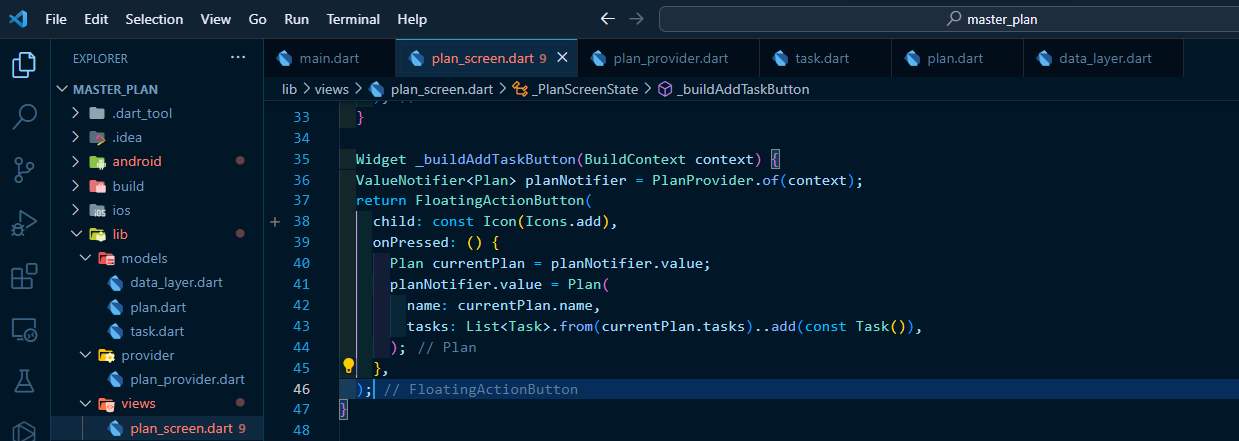 File Edit Selection View Go Run Terminal Help master_plan
EXPLORER
main.dart plan_screen.dart 9 plan_provider.dart task.dart plan.dart data_layer.dart
lib > views > plan_screen.dart > _PlanScreenState > _buildAddTaskButton
MASTER_PLAN
.dart_tool
.idea
android
build
ios
lib
models
data_layer.dart
plan.dart
task.dart
provider
plan_provider.dart
views
plan_screen.dart 9
33 }
34
35 Widget _buildAddTaskButton(BuildContext context) {
36 ValueNotifier<Plan> planNotifier = PlanProvider.of(context);
37 return FloatingActionButton(
38 child: const Icon(Icons.add),
39 onPressed: () {
40 Plan currentPlan = planNotifier.value;
41 planNotifier.value = Plan(
42 name: currentPlan.name,
43 tasks: List<Task>.from(currentPlan.tasks)..add(const Task()),
44 ); // Plan
45 },
46 ); // FloatingActionButton
47 }
48